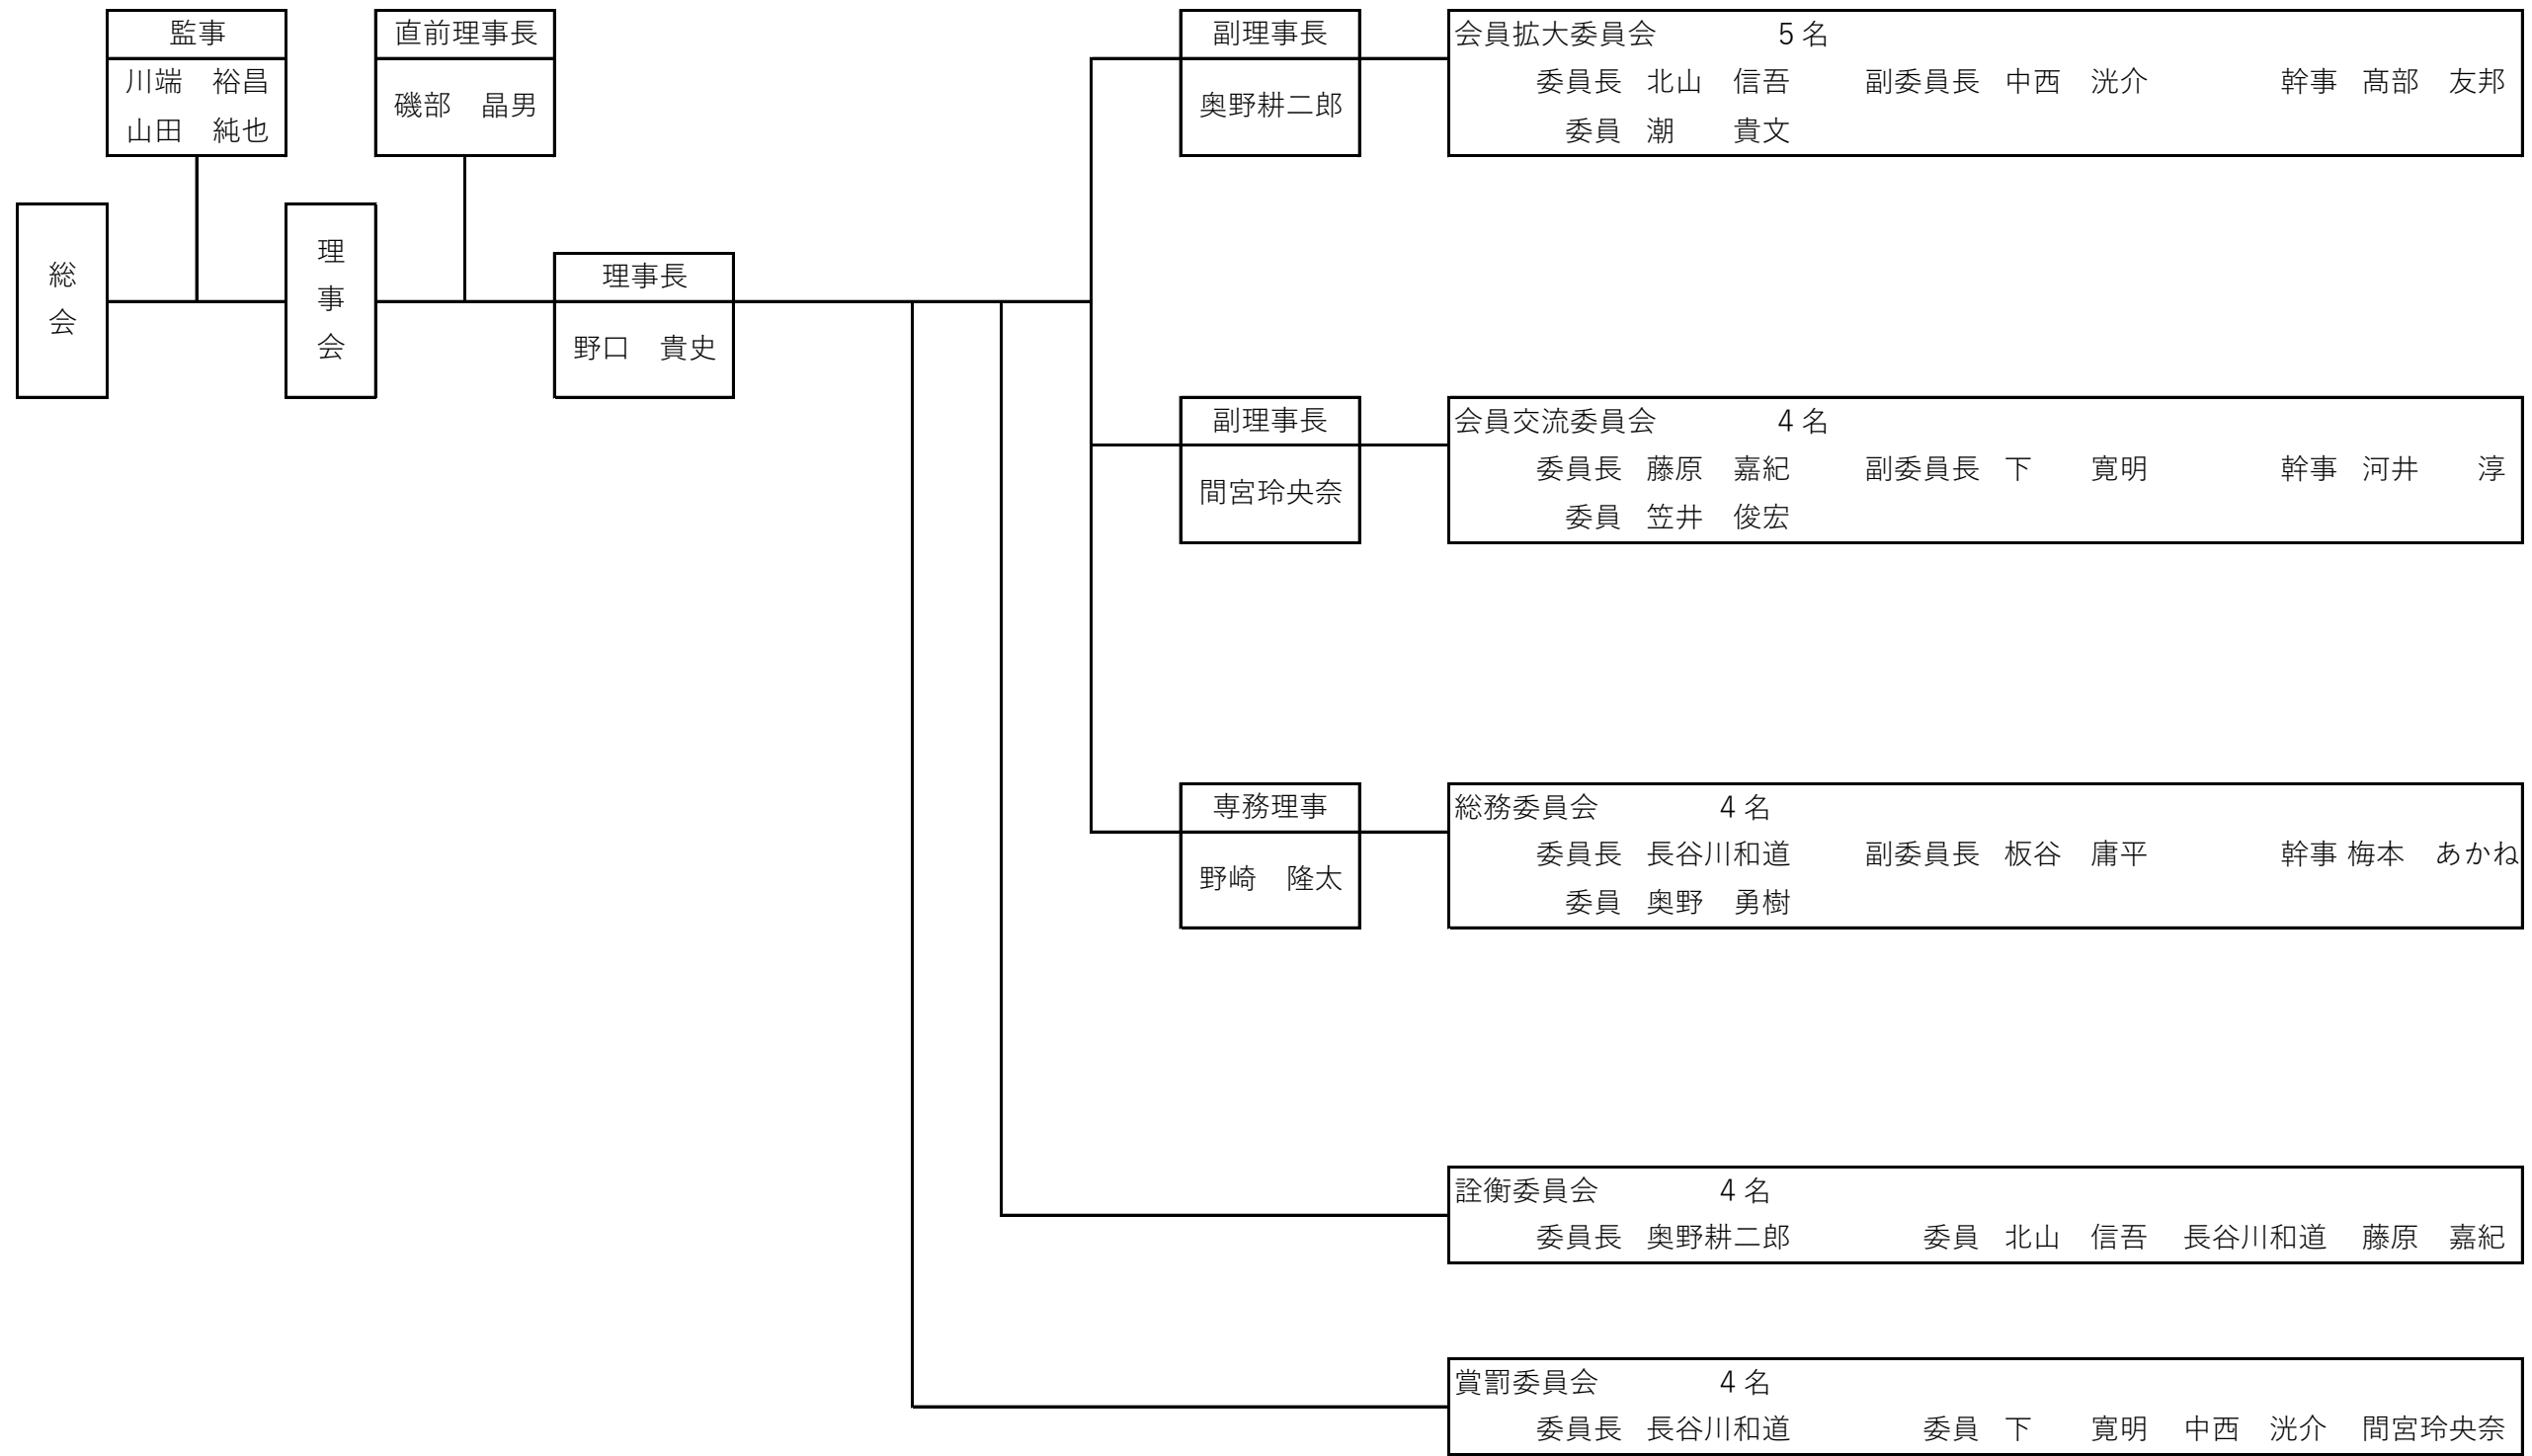 監事
川端　裕昌
山田　純也
直前理事長
磯部　晶男
総会
理事会
理事長
野口　貴史
副理事長
奥野耕二郎
会員拡大委員会　5 名
委員長 北山　信吾 副委員長 中西　洸介 幹事 髙部　友邦
委員 潮　　貴文
副理事長
間宮玲央奈
会員交流委員会　4 名
委員長 藤原　嘉紀 副委員長 下　　寛明 幹事 河井　　淳
委員 笠井　俊宏
専務理事
野崎　隆太
総務委員会　4 名
委員長 長谷川和道 副委員長 板谷　庸平 幹事 梅本　あかね
委員 奥野　勇樹
詮衡委員会　4 名
委員長 奥野耕二郎 委員 北山　信吾 長谷川和道 藤原　嘉紀
賞罰委員会　4 名
委員長 長谷川和道 委員 下　　寛明 中西　洸介 間宮玲央奈